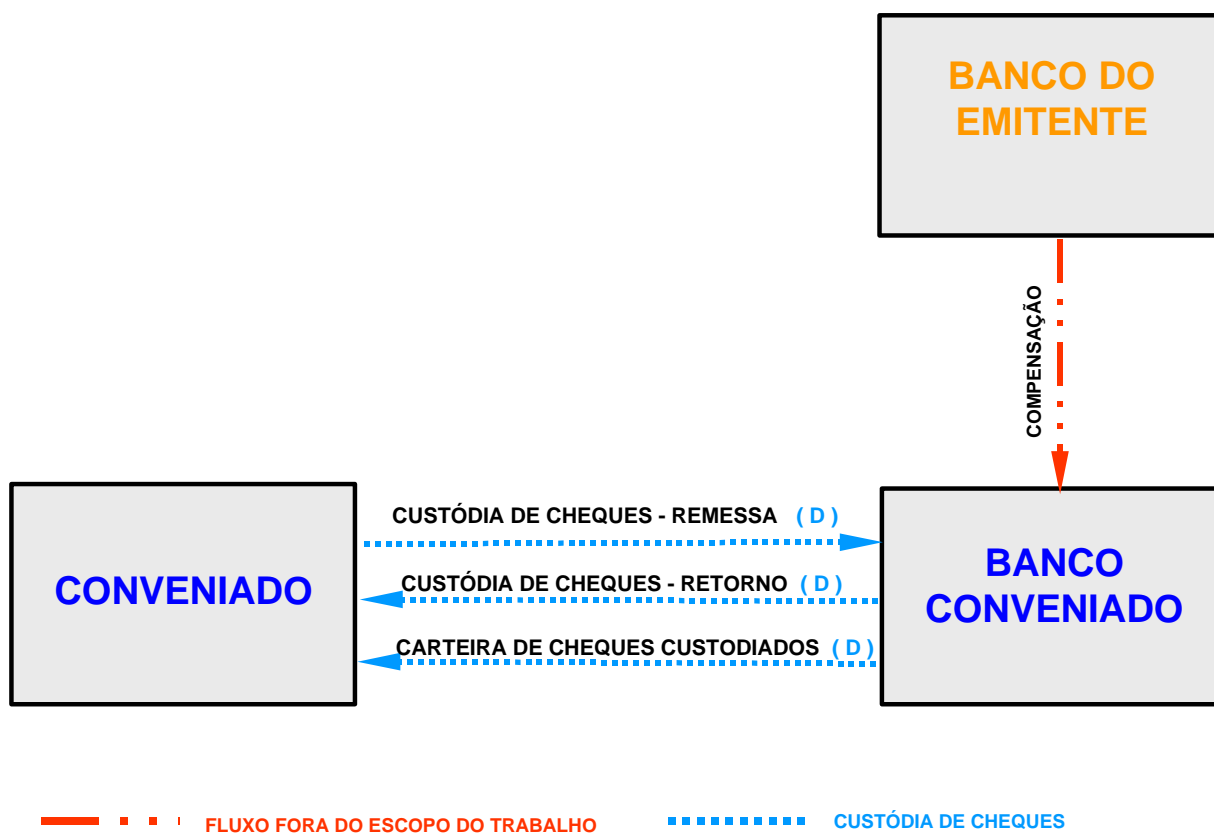 BANCO DO
EMITENTE
COMPENSAÇÃO
CUSTÓDIA DE CHEQUES - REMESSA ( D )
CONVENIADO
CUSTÓDIA DE CHEQUES - RETORNO ( D )
CARTEIRA DE CHEQUES CUSTODIADOS ( D )
BANCO
CONVENIADO
FLUXO FORA DO ESCOPO DO TRABALHO
CUSTÓDIA DE CHEQUES